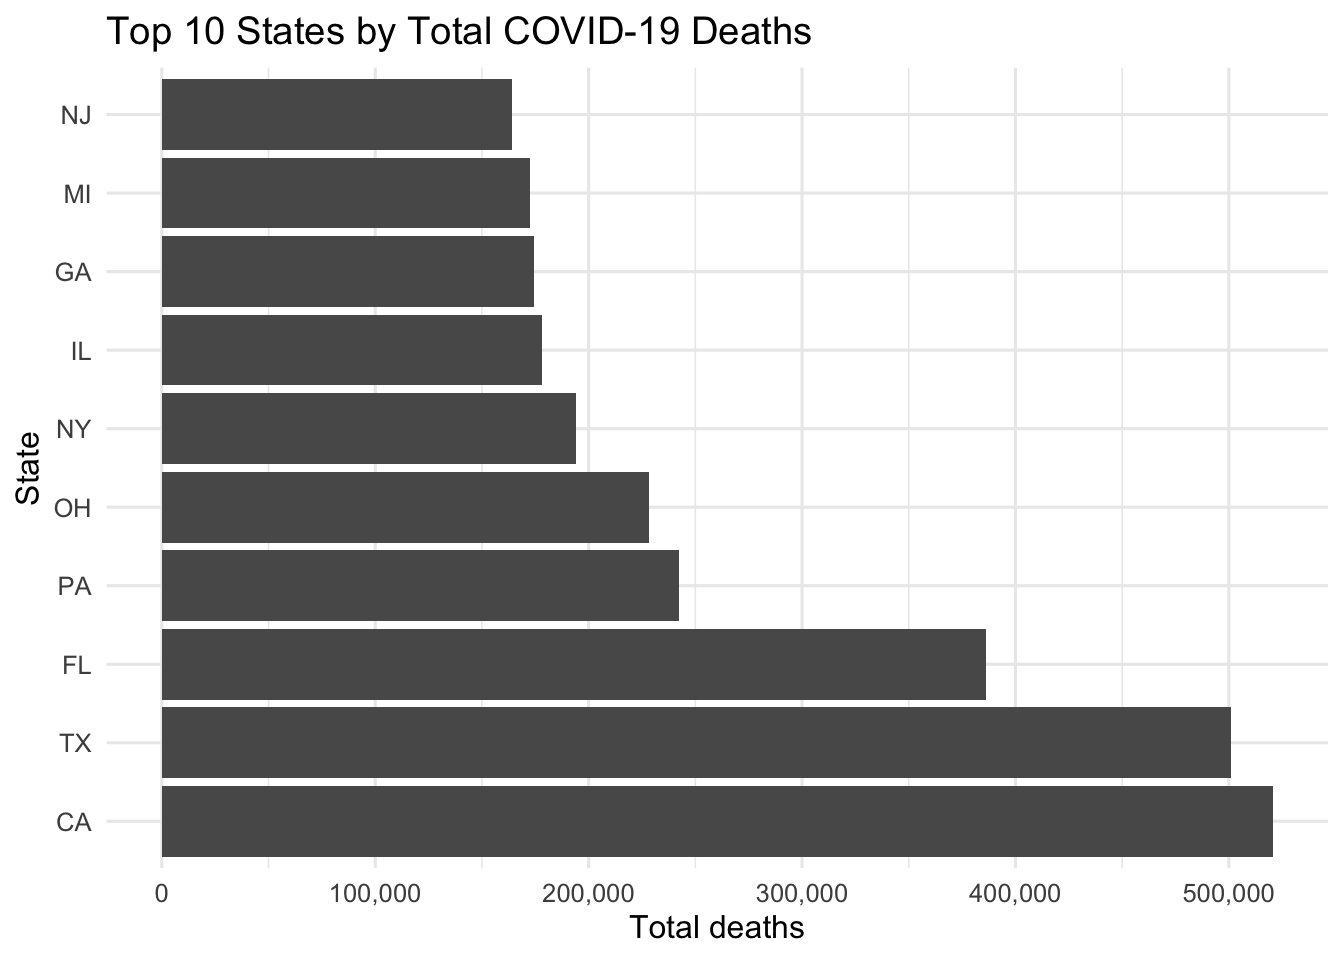 Top 10 States by Total COVID-19 Deaths
NJ
MI
GA
IL
NY
OH
PA
FL
TX
CA
State
0 100,000 200,000 300,000 400,000 500,000
Total deaths